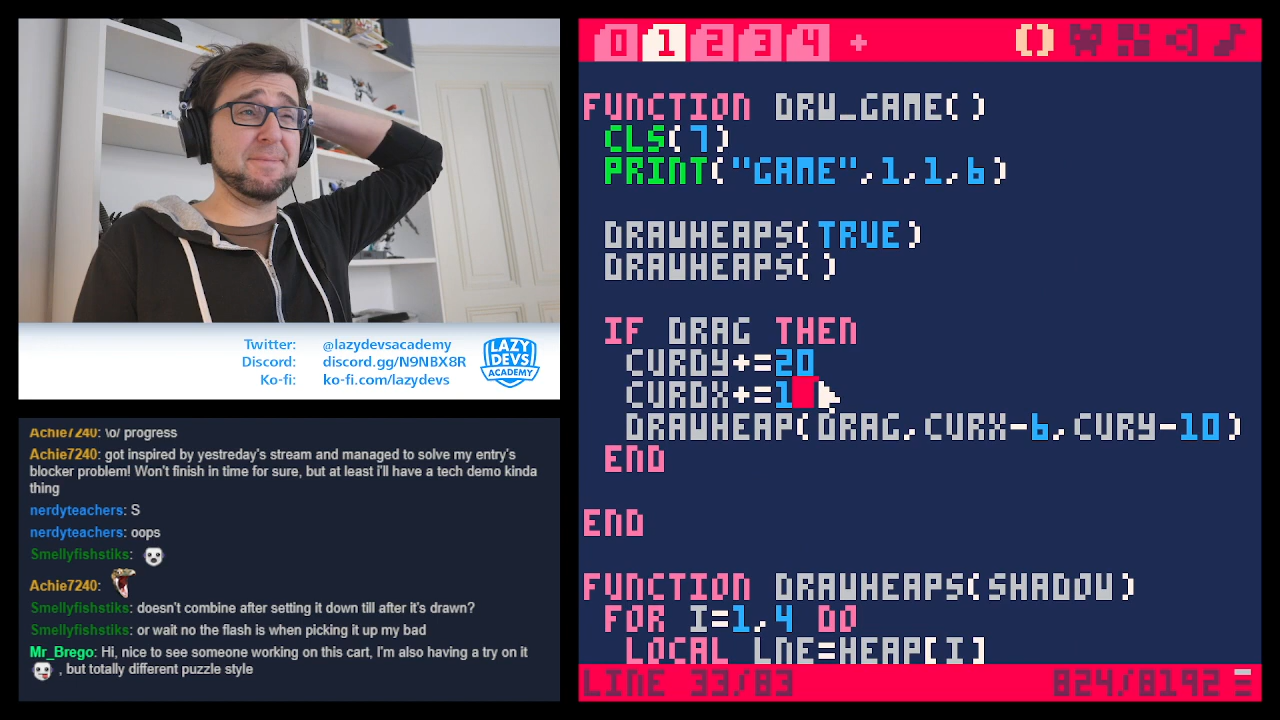 Twitter: @lazydevsacademy
Discord: discord.gg/N9NBX8R
Ko-fi: ko-fi.com/lazydevs
LAZY DEVS ACADEMY
Achie7240: \o/ progress
Achie7240: got inspired by yestreday's stream and managed to solve my entry's
blocker problem! Won't finish in time for sure, but at least i'll have a tech demo kinda
thing
nerdyteachers: S
nerdyteachers: oops
Smellyfishstiks:
Achie7240:
Smellyfishstiks: doesn't combine after setting it down till after it's drawn?
Smellyfishstiks: or wait no the flash is when picking it up my bad
Mr_Brego: Hi, nice to see someone working on this cart, I'm also having a try on it
, but totally different puzzle style
0 1 2 3 4 +
FUNCTION DRW_GAME()
CLS(7)
PRINT("GAME",1,1,6)
DRAWHEAPS(TRUE)
DRAWHEAPS()
IF DRAG THEN
CURDY+=20
CURDX+=1
DRAWHEAP(DRAG,CURX-6,CURY-10)
END
END
FUNCTION DRAWHEAPS(SHADOW)
FOR I=1,4 DO
LOCAL LNE=HEAP[I]
LINE 33/83 824/8192